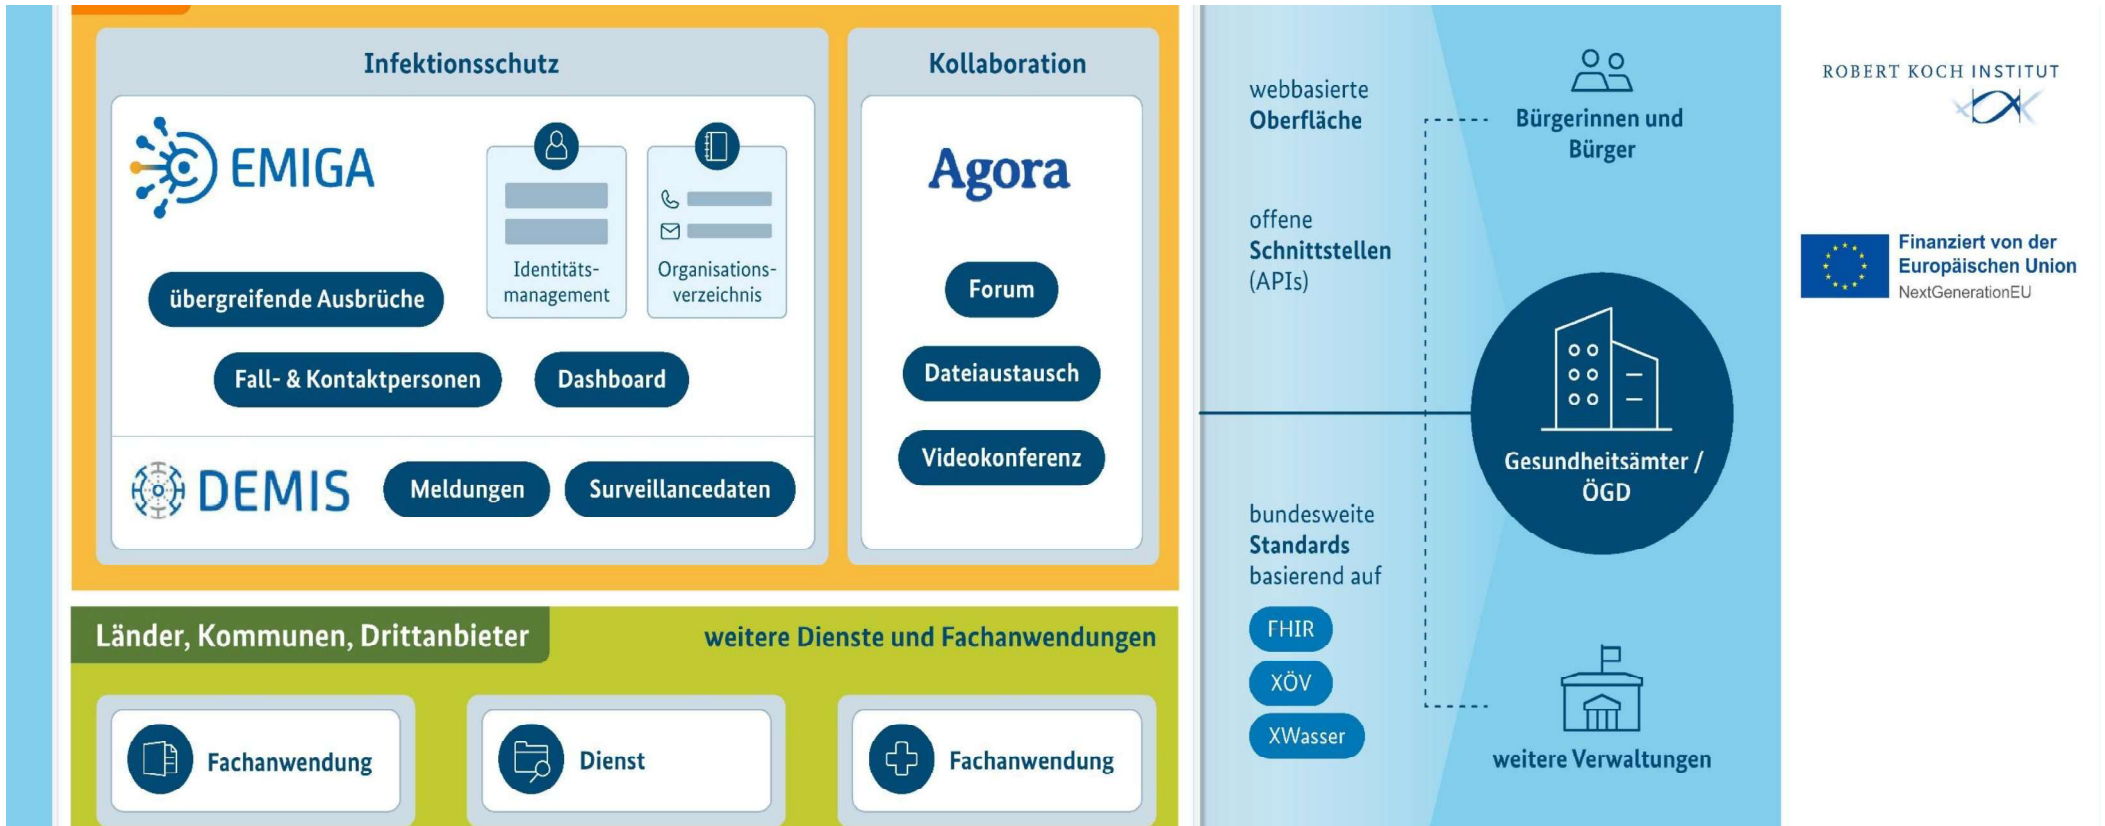 Infektionsschutz
EMIGA
Identitäts-
management
Organisations-
verzeichnis
übergreifende Ausbrüche
Fall- & Kontaktpersonen
Dashboard
DEMIS
Meldungen
Surveillancedaten
Kollaboration
Agora
Forum
Dateiaustausch
Videokonferenz
Länder, Kommunen, Drittanbieter
weitere Dienste und Fachanwendungen
Fachanwendung
Dienst
Fachanwendung
webbasierte
Oberfläche
offene
Schnittstellen
(APIs)
bundesweite
Standards
basierend auf
FHIR
XÖV
XWasser
Bürgerinnen und
Bürger
Gesundheitsämter /
ÖGD
weitere Verwaltungen
ROBERT KOCH INSTITUT
Finanziert von der
Europäischen Union
NextGenerationEU